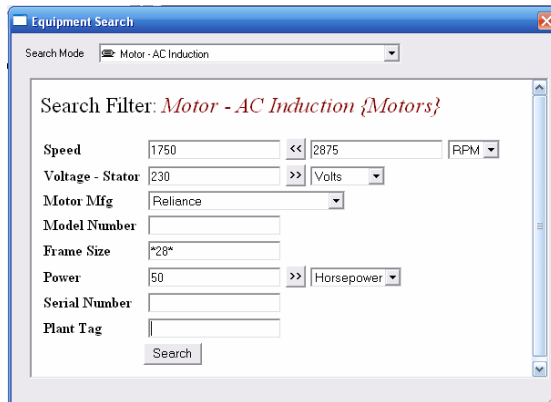 Equipment Search
Search Mode Motor - AC Induction
Search Filter: Motor - AC Induction {Motors}
Speed 1750 << 2875 RPM
Voltage - Stator 230 >> Volts
Motor Mfg Reliance
Model Number
Frame Size *28*
Power 50 >> Horsepower
Serial Number
Plant Tag
Search